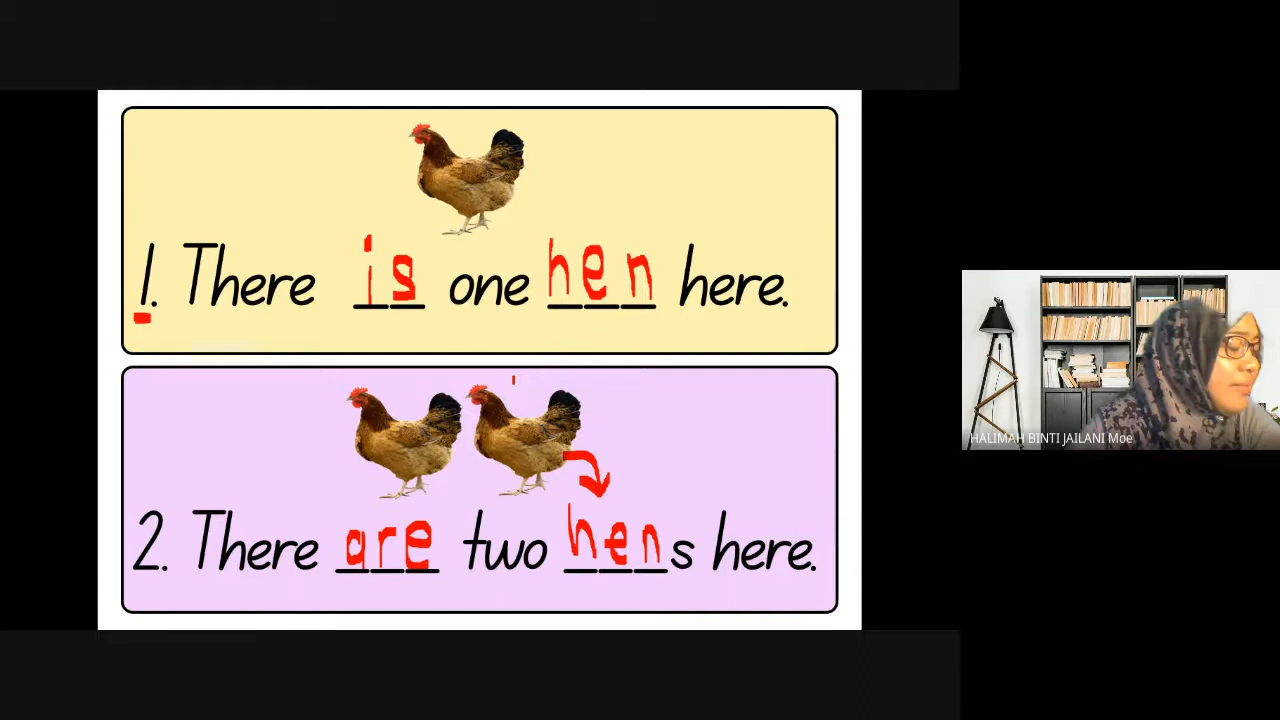 1. There is one hen here.
2. There are two hens here.
HALIMAH BINTI JAILANI Moe